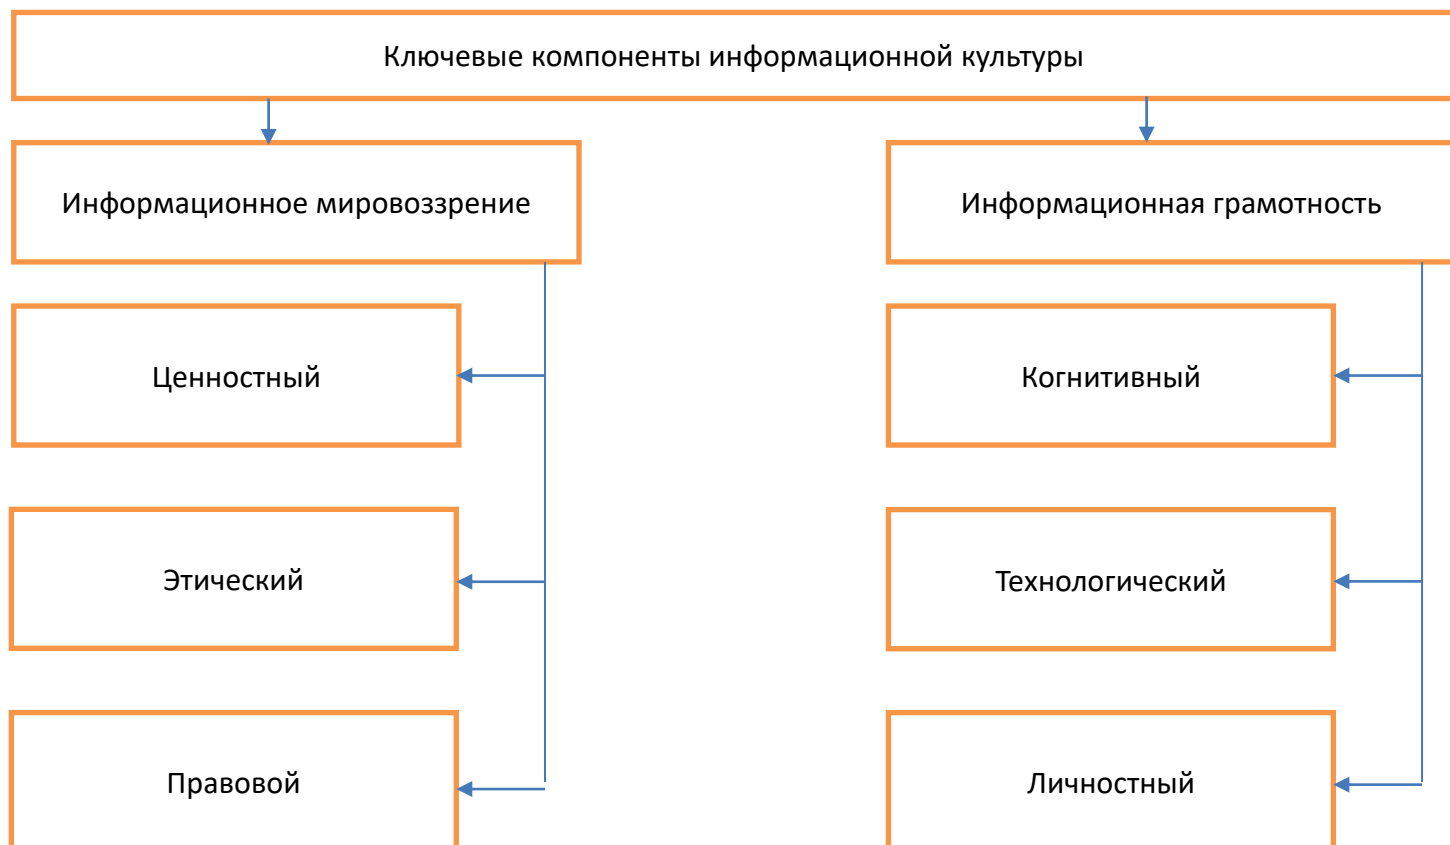 Ключевые компоненты информационной культуры
Информационное мировоззрение
Информационная грамотность
Ценностный
Когнитивный
Этический
Технологический
Правовой
Личностный